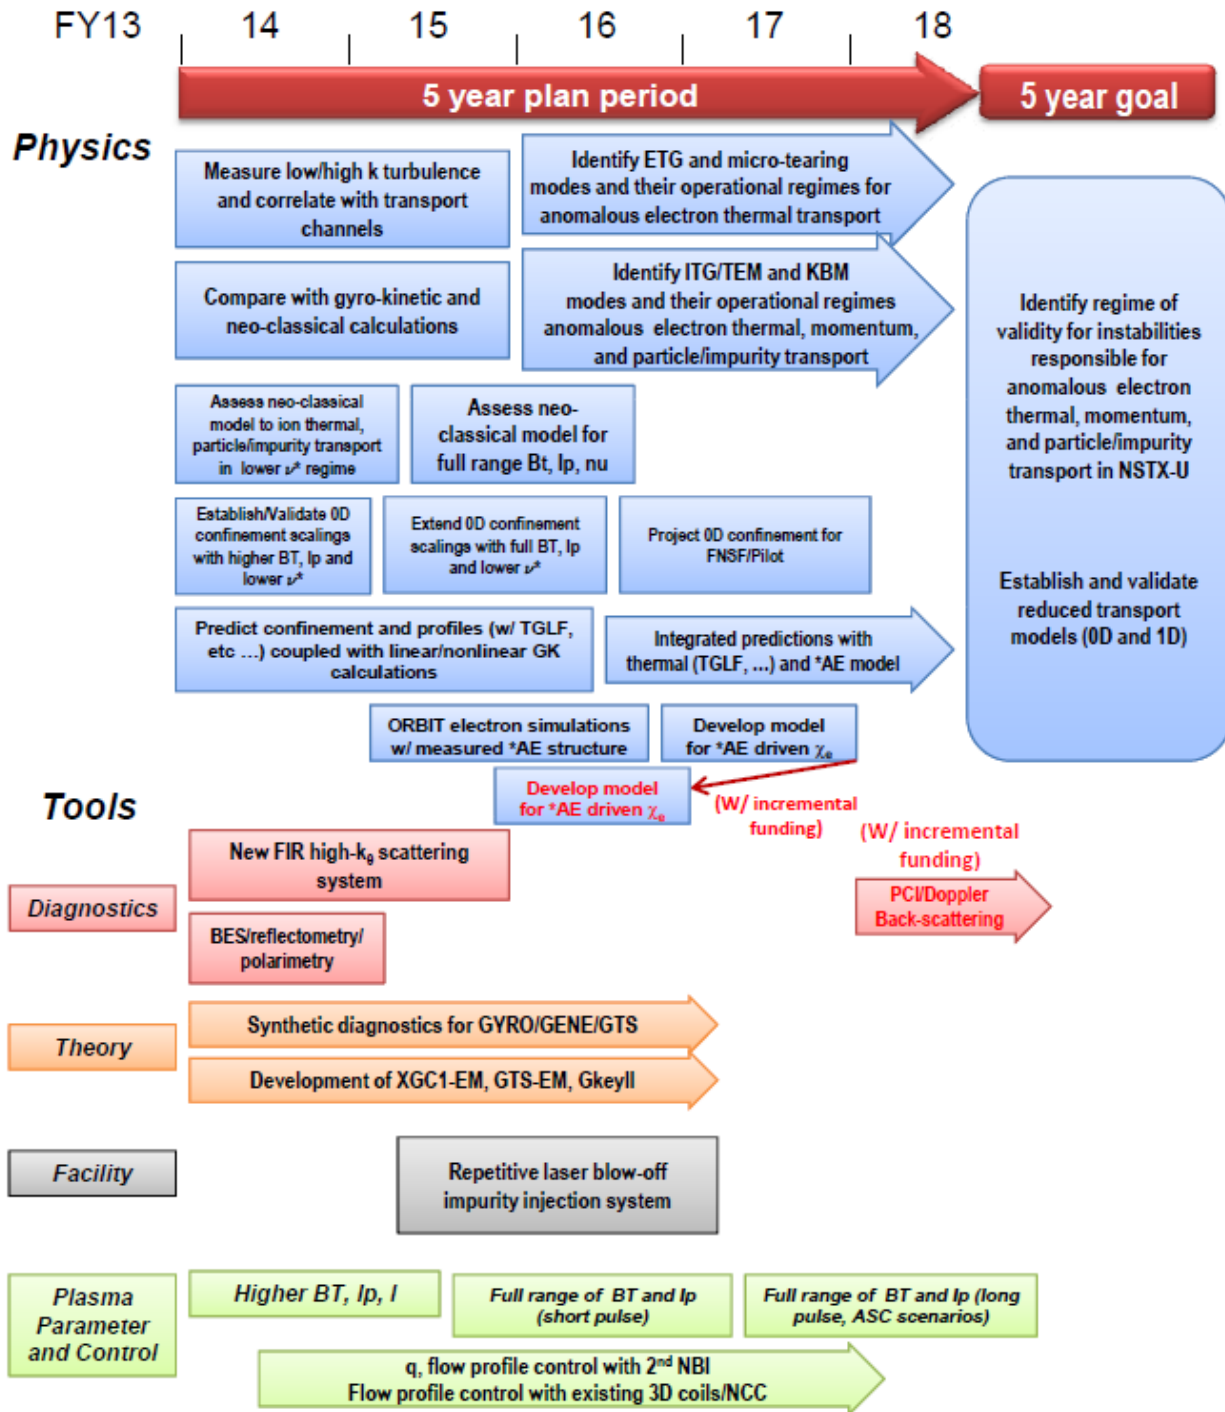 FY13 14 15 16 17 18
5 year plan period
5 year goal
Physics
Measure low/high k turbulence
and correlate with transport
channels
Identify ETG and micro-tearing
modes and their operational regimes for
anomalous electron thermal transport
Compare with gyro-kinetic and
neo-classical calculations
Identify ITG/TEM and KBM
modes and their operational regimes
anomalous electron thermal, momentum,
and particle/impurity transport
Assess neo-classical
model to ion thermal,
particle/impurity transport
in lower ν* regime
Assess neo-
classical model for
full range Bt, Ip, nu
Establish/Validate 0D
confinement scalings
with higher BT, Ip and
lower ν*
Extend 0D confinement
scalings with full BT, Ip
and lower ν*
Project 0D confinement for
FNSF/Pilot
Predict confinement and profiles (w/ TGLF,
etc ...) coupled with linear/nonlinear GK
calculations
Integrated predictions with
thermal (TGLF, ...) and *AE model
ORBIT electron simulations
w/ measured *AE structure
Develop model
for *AE driven χe
Develop model
for *AE driven χe
(W/ incremental
funding)
Identify regime of
validity for instabilities
responsible for
anomalous electron
thermal, momentum,
and particle/impurity
transport in NSTX-U
Establish and validate
reduced transport
models (0D and 1D)
Tools
(W/ incremental
funding)
Diagnostics
New FIR high-kθ scattering
system
PCI/Doppler
Back-scattering
BES/reflectometry/
polarimetry
Theory
Synthetic diagnostics for GYRO/GENE/GTS
Development of XGC1-EM, GTS-EM, Gkeyll
Facility
Repetitive laser blow-off
impurity injection system
Plasma
Parameter
and Control
Higher BT, Ip, I
Full range of BT and Ip
(short pulse)
Full range of BT and Ip (long
pulse, ASC scenarios)
q, flow profile control with 2nd NBI
Flow profile control with existing 3D coils/NCC